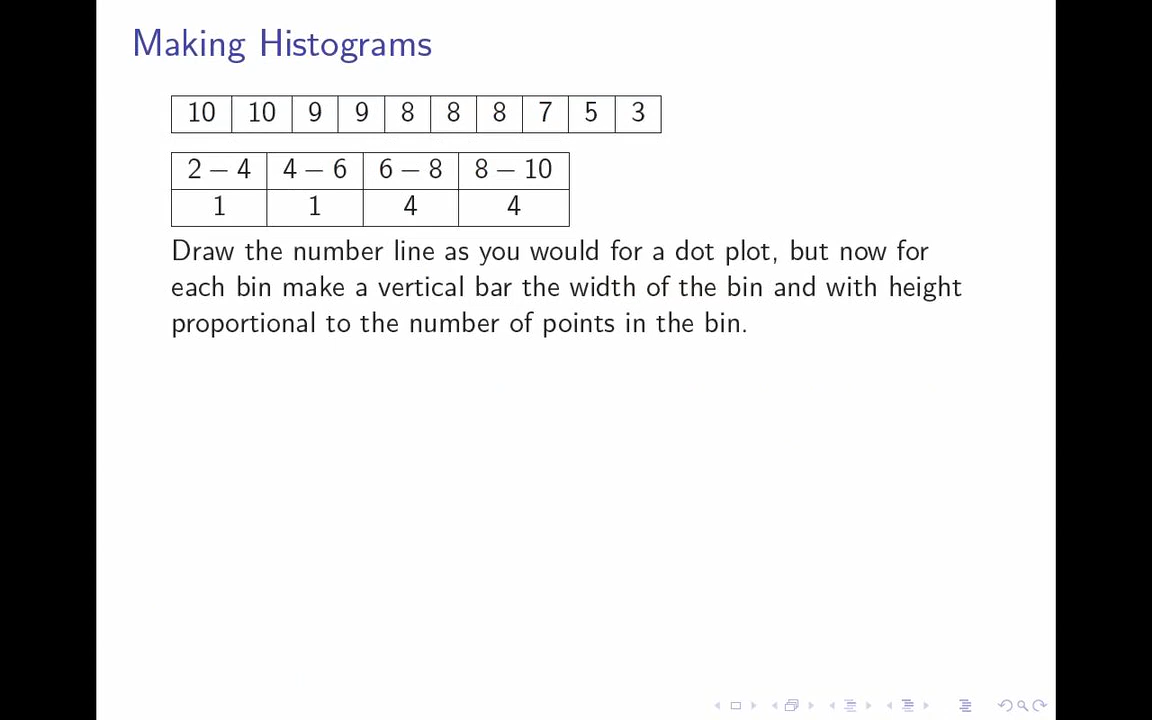 Making Histograms
10 10 9 9 8 8 8 7 5 3
2 – 4 4 – 6 6 – 8 8 – 10
1 1 4 4
Draw the number line as you would for a dot plot, but now for
each bin make a vertical bar the width of the bin and with height
proportional to the number of points in the bin.